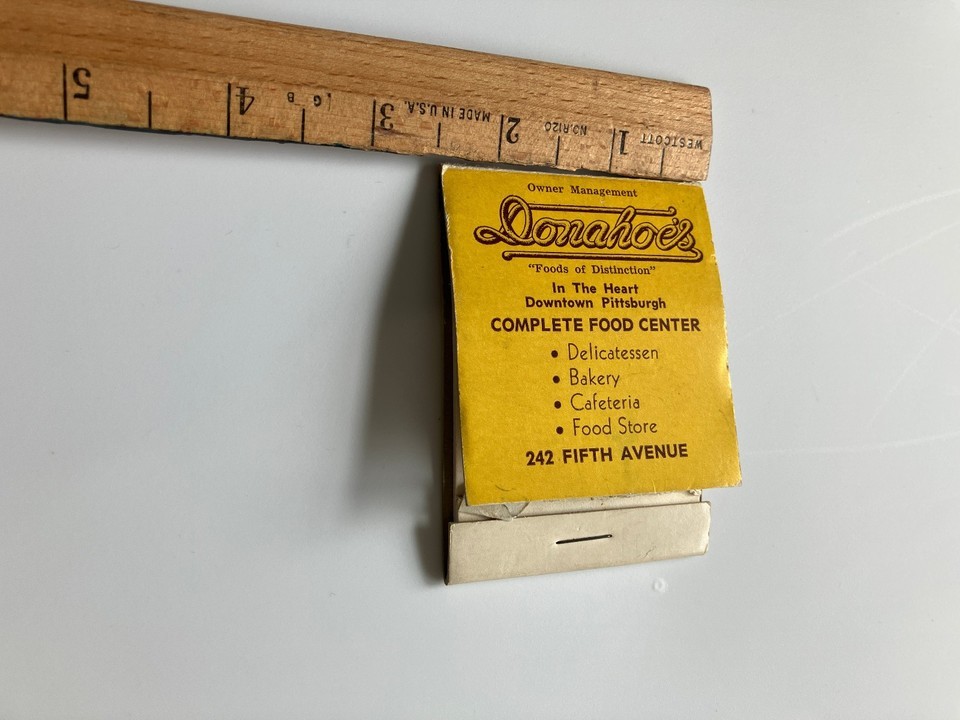 5 4 3 2 1
G B
MADE IN U.S.A.
NO.R120
WESTCOTT
Owner Management
Donahoe's
"Foods of Distinction"
In The Heart
Downtown Pittsburgh
COMPLETE FOOD CENTER
• Delicatessen
• Bakery
• Cafeteria
• Food Store
242 FIFTH AVENUE